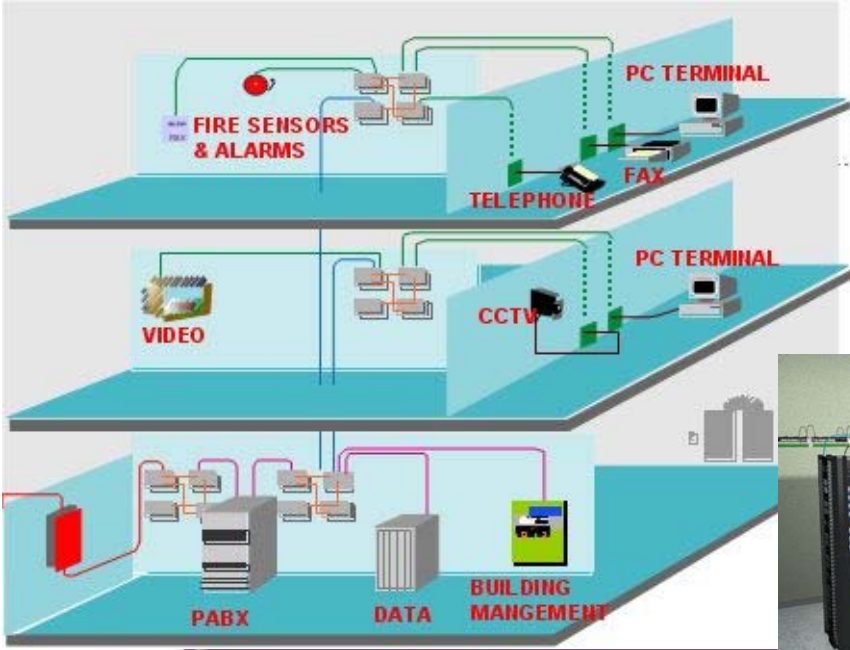 PC TERMINAL
FIRE SENSORS
& ALARMS
FAX
TELEPHONE
PC TERMINAL
CCTV
VIDEO
BUILDING
MANGEMENT
PABX
DATA